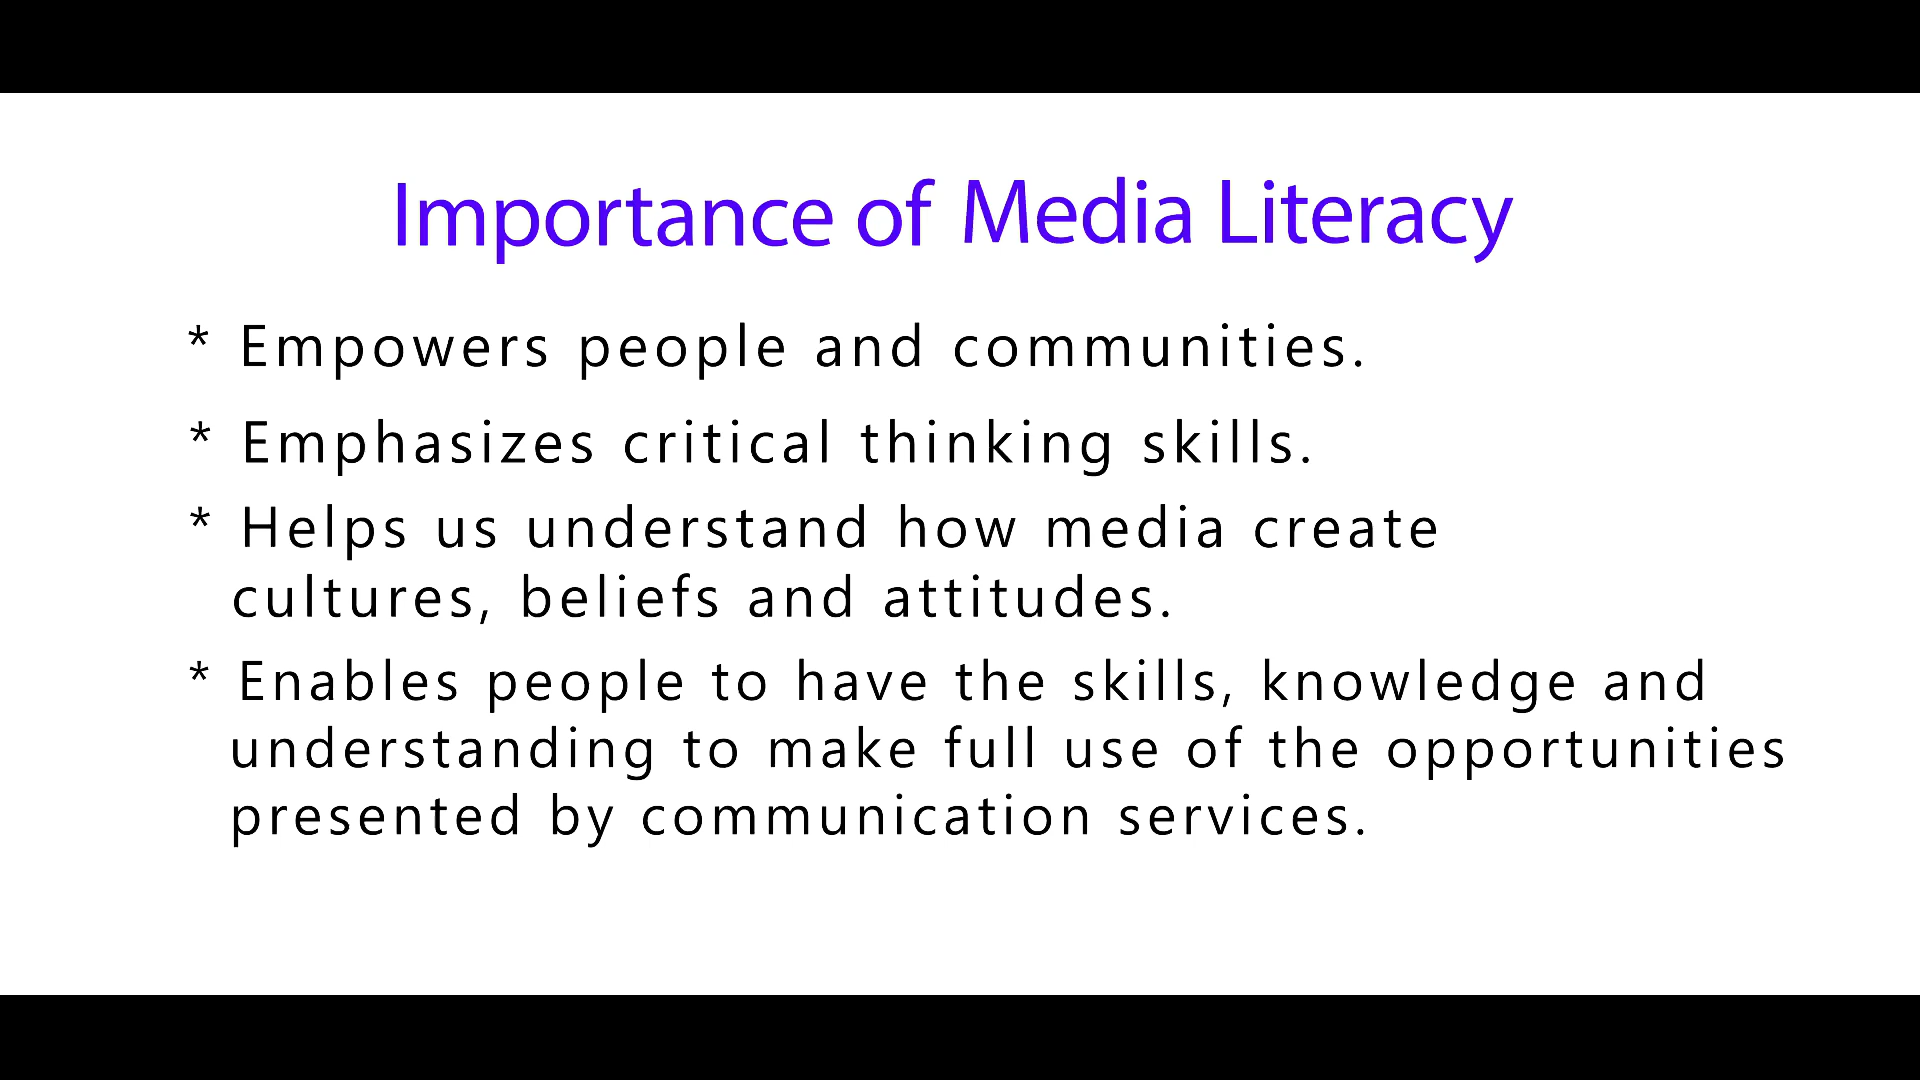 Importance of Media Literacy
* Empowers people and communities.
* Emphasizes critical thinking skills.
* Helps us understand how media create
cultures, beliefs and attitudes.
* Enables people to have the skills, knowledge and
understanding to make full use of the opportunities
presented by communication services.